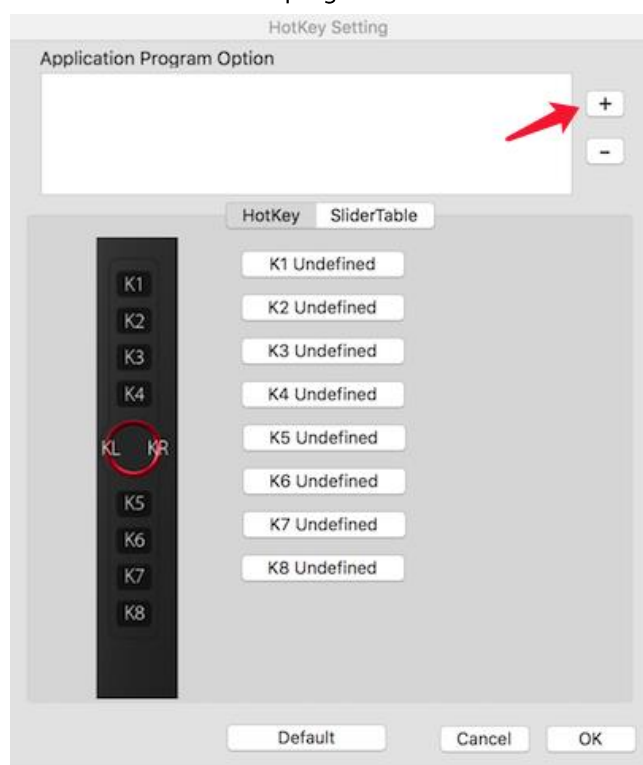 HotKey Setting
Application Program Option
+
-
HotKey SliderTable
K1 Undefined
K2 Undefined
K3 Undefined
K4 Undefined
K5 Undefined
K6 Undefined
K7 Undefined
K8 Undefined
K1
K2
K3
K4
KL KR
K5
K6
K7
K8
Default Cancel OK